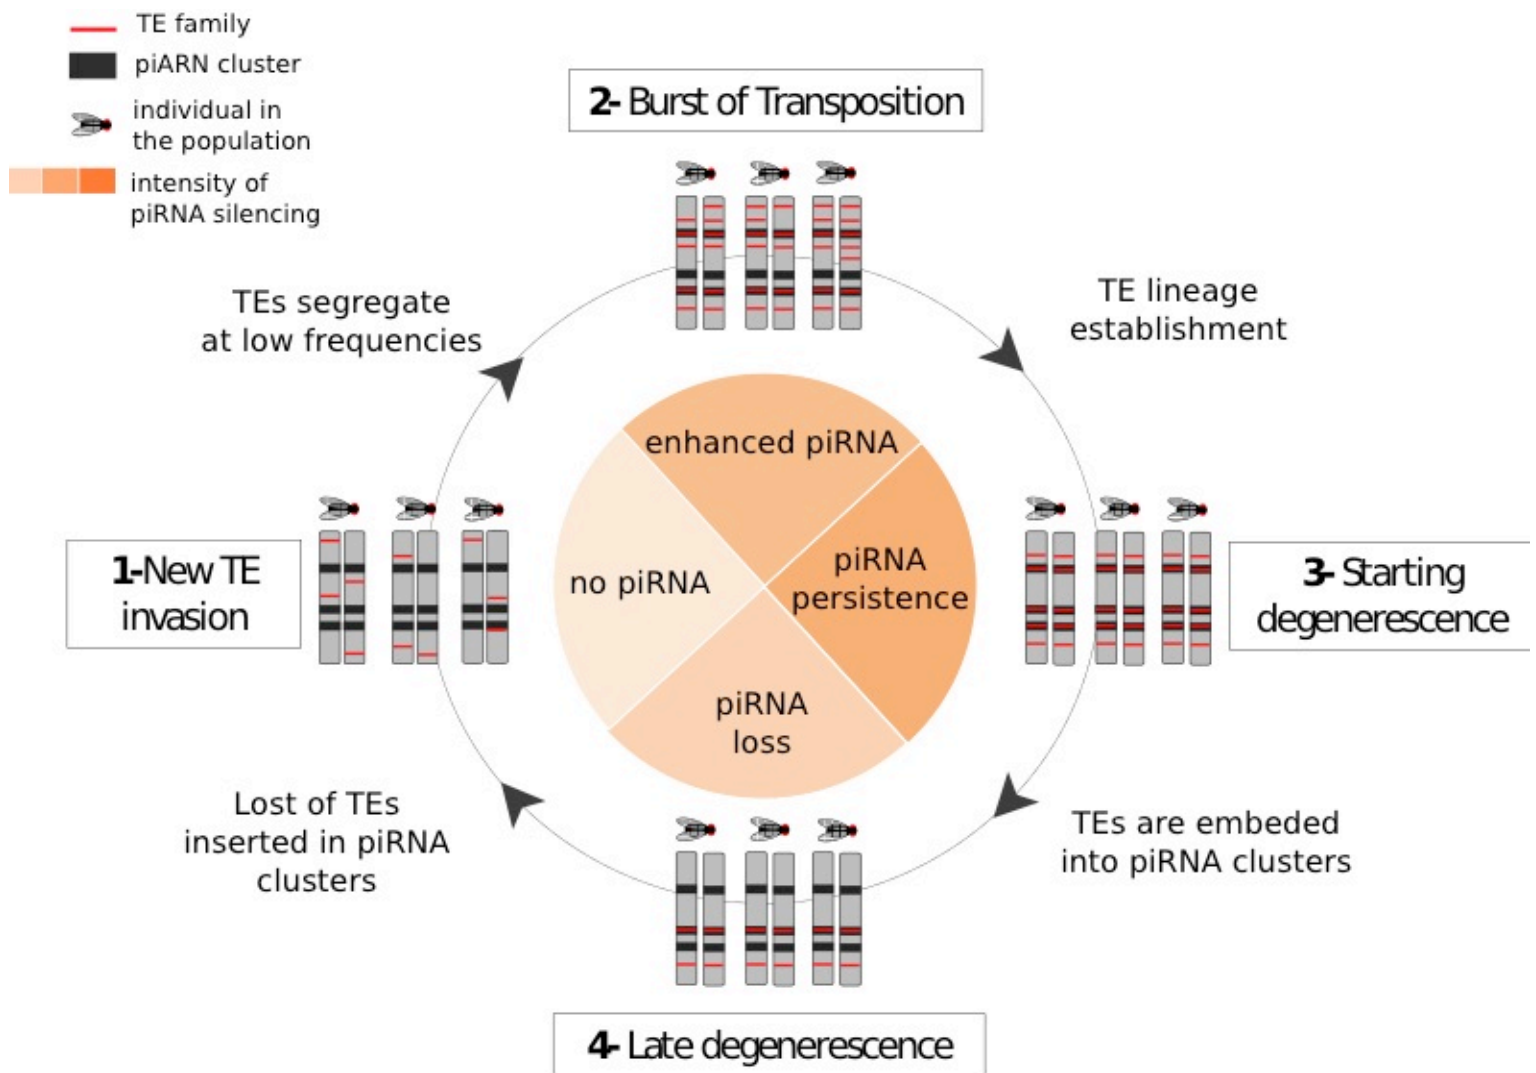 TE family
piARN cluster
individual in
the population
intensity of
piRNA silencing
2- Burst of Transposition
TEs segregate
at low frequencies
TE lineage
establishment
enhanced piRNA
no piRNA
piRNA
persistence
piRNA
loss
1-New TE
invasion
3- Starting
degenerescence
Lost of TEs
inserted in piRNA
clusters
TEs are embeded
into piRNA clusters
4- Late degenerescence